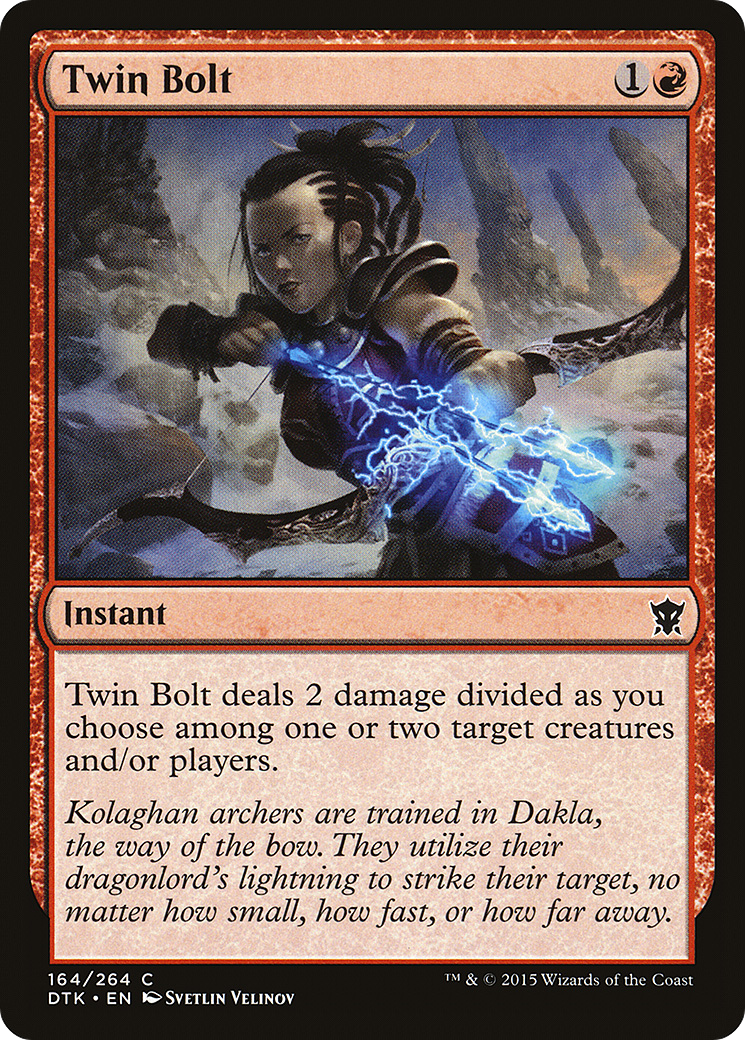 Twin Bolt
1
Instant
Twin Bolt deals 2 damage divided as you
choose among one or two target creatures
and/or players.
Kolaghan archers are trained in Dakla,
the way of the bow. They utilize their
dragonlord's lightning to strike their target, no
matter how small, how fast, or how far away.
164/264 C
DTK • EN Svetlin Velinov
™ & © 2015 Wizards of the Coast